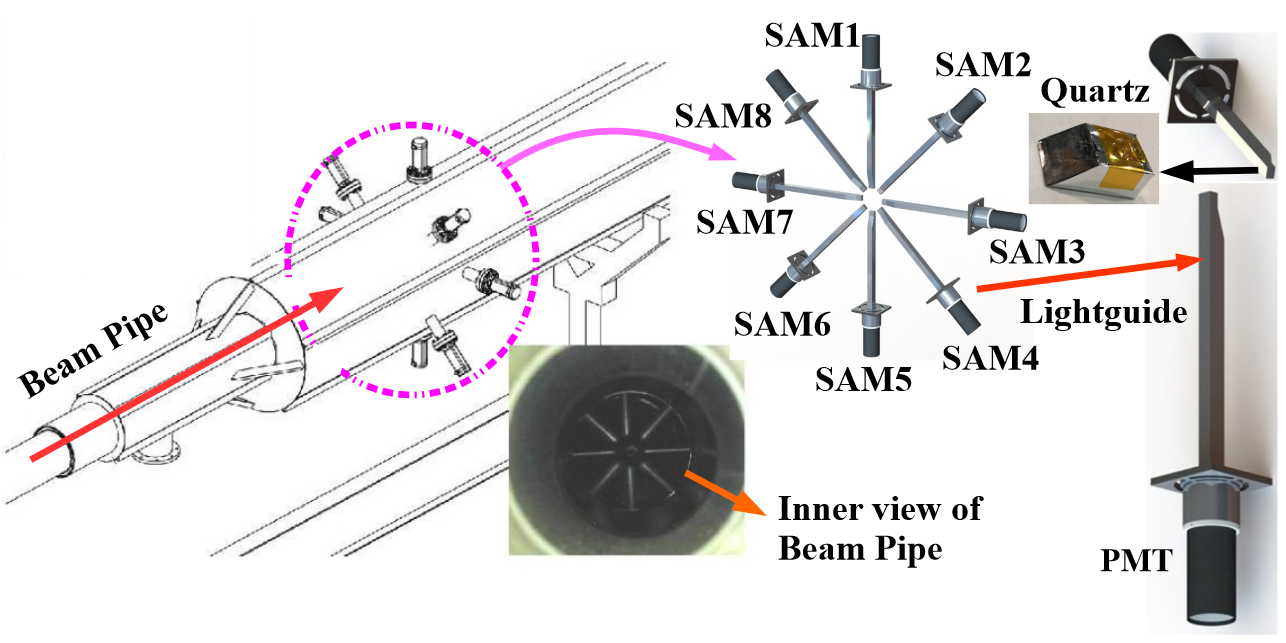 SAM1
SAM2
Quartz
SAM8
SAM7
SAM3
Lightguide
SAM6
SAM4
SAM5
Beam Pipe
Inner view of
Beam Pipe
PMT